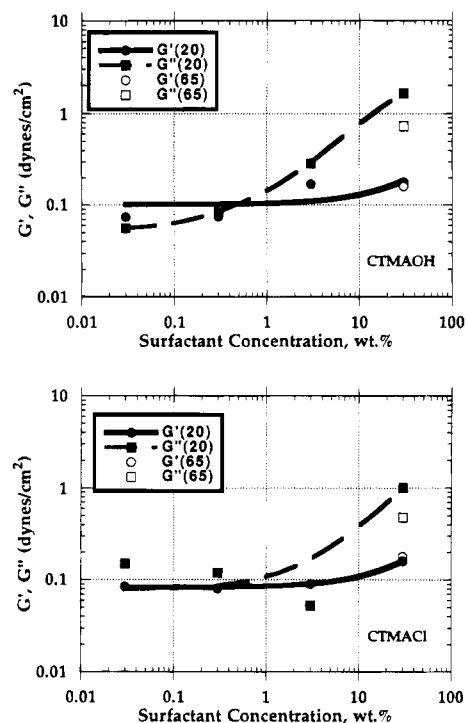 G', G" (dynes/cm²)
10
1
0.1
0.01
G'(20)
G"(20)
G'(65)
G"(65)
CTMAOH
0.01 0.1 1 10 100
Surfactant Concentration, wt.%
G', G" (dynes/cm²)
10
1
0.1
0.01
G'(20)
G"(20)
G'(65)
G"(65)
CTMACl
0.01 0.1 1 10 100
Surfactant Concentration, wt.%